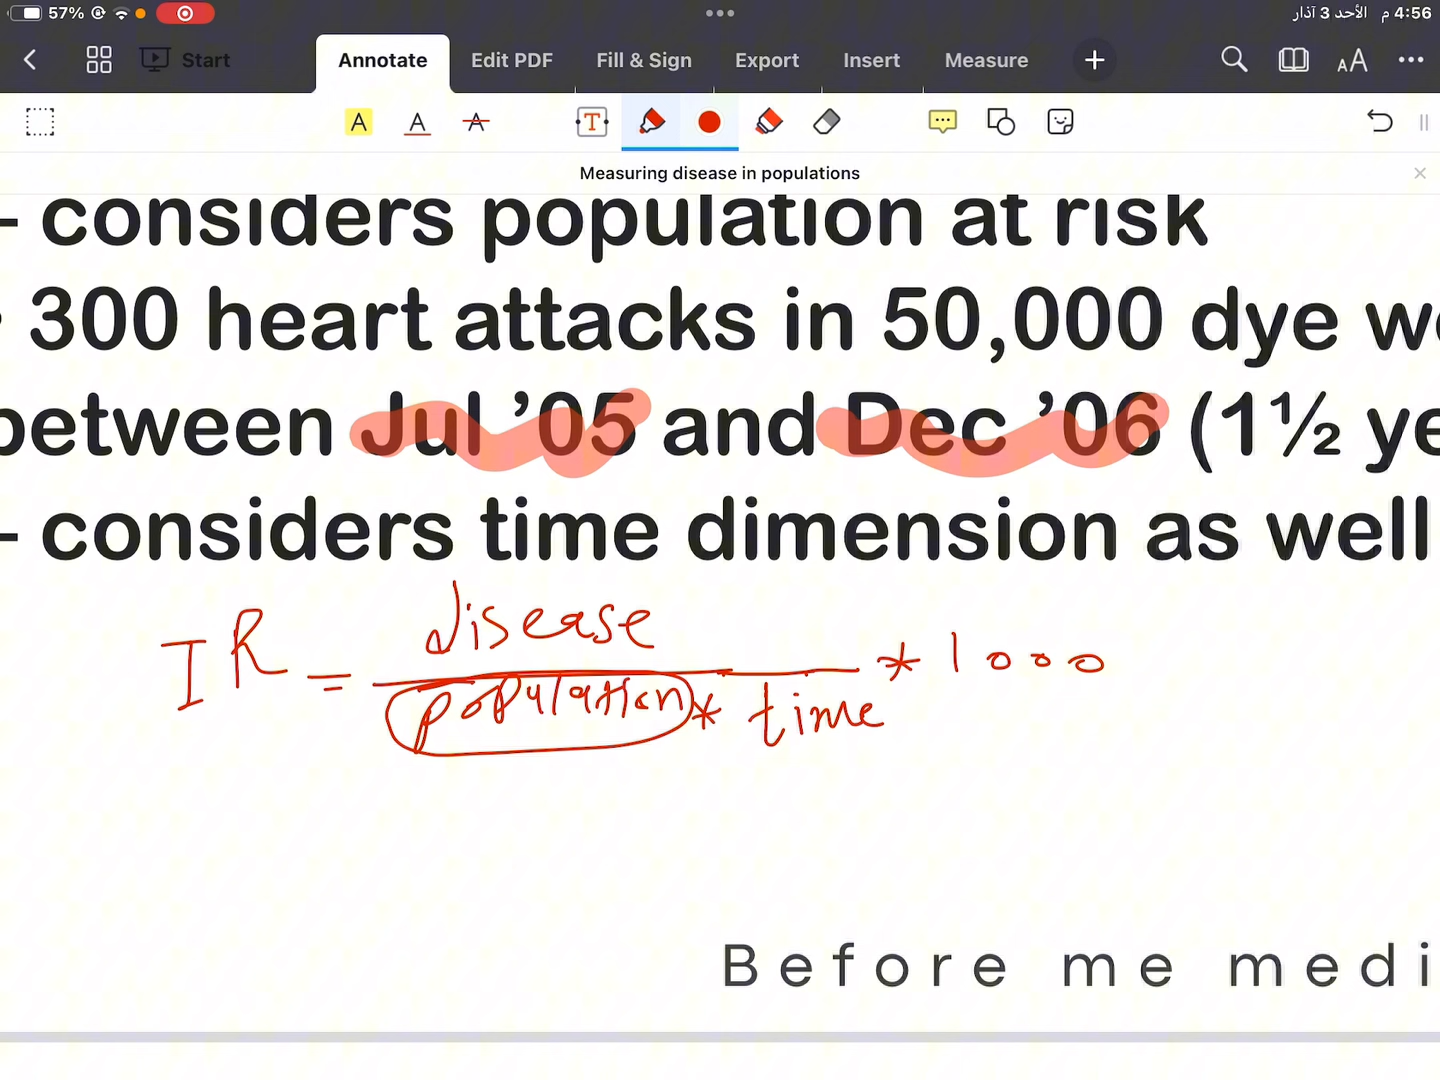 57%
4:56 م الأحد 3 آذار
Start Annotate Edit PDF Fill & Sign Export Insert Measure
Measuring disease in populations
- considers population at risk
300 heart attacks in 50,000 dye
between Jul ’05 and Dec ’06 (1½
- considers time dimension as well
IR = disease * 1000
population * time
Before me medi